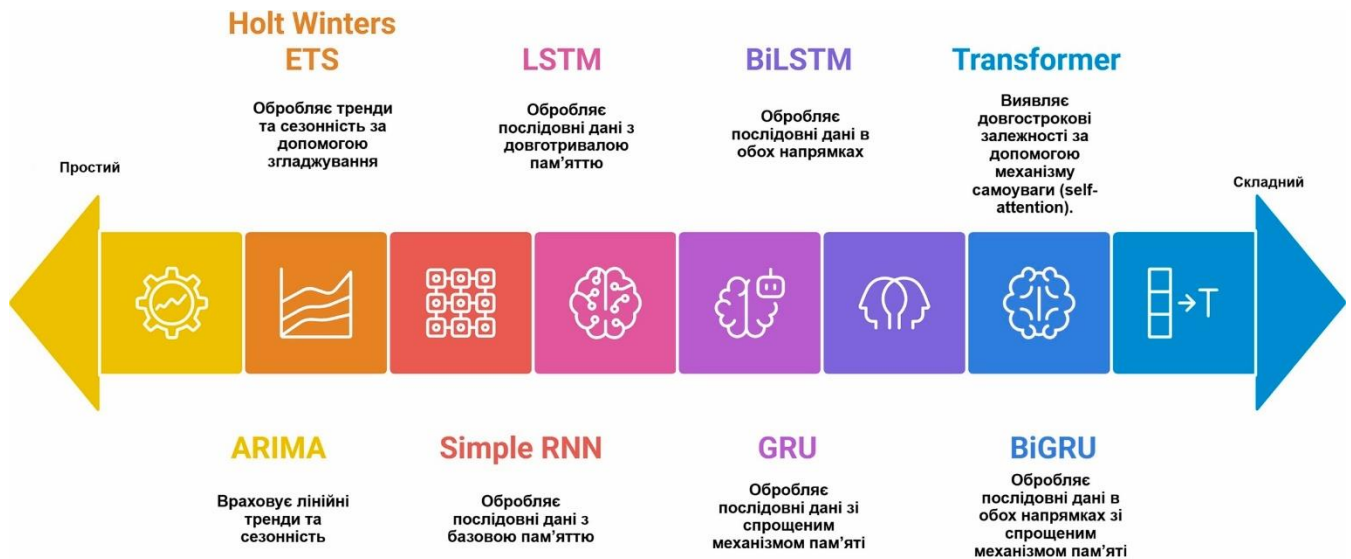 Holt Winters
ETS
Обробляє тренди
та сезонність за
допомогою
згладжування
LSTM
Обробляє
послідовні дані з
довготривалою
пам’яттю
BiLSTM
Обробляє
послідовні дані в
обох напрямках
Transformer
Виявляє
довгострокові
залежності за
допомогою
механізму
самоуваги (self-
attention).
Простий
Складний
T
ARIMA
Враховує лінійні
тренди та
сезонність
Simple RNN
Обробляє
послідовні дані з
базовою пам’яттю
GRU
Обробляє
послідовні дані зі
спрощеним
механізмом пам’яті
BiGRU
Обробляє
послідовні дані в
обох напрямках зі
спрощеним
механізмом пам’яті